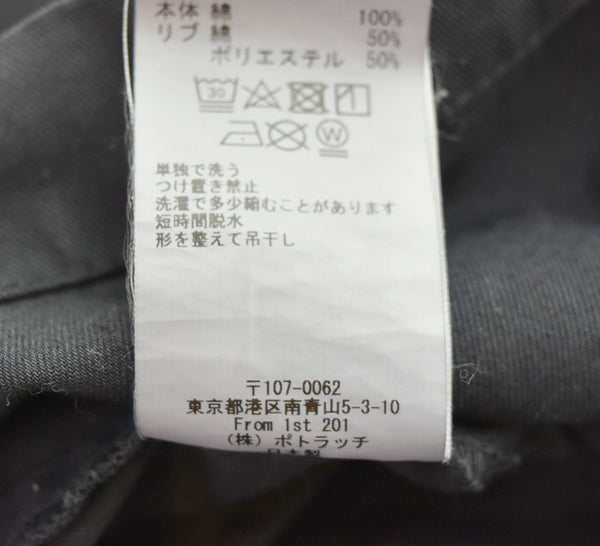 本体 綿 100%
リブ 綿 50%
ポリエステル 50%
30
W
単独で洗う
つけ置き禁止
洗濯で多少縮むことがあります
短時間脱水
形を整えて吊干し
〒107-0062
東京都港区南青山5-3-10
From 1st 201
(株) ポトラッチ
日本製